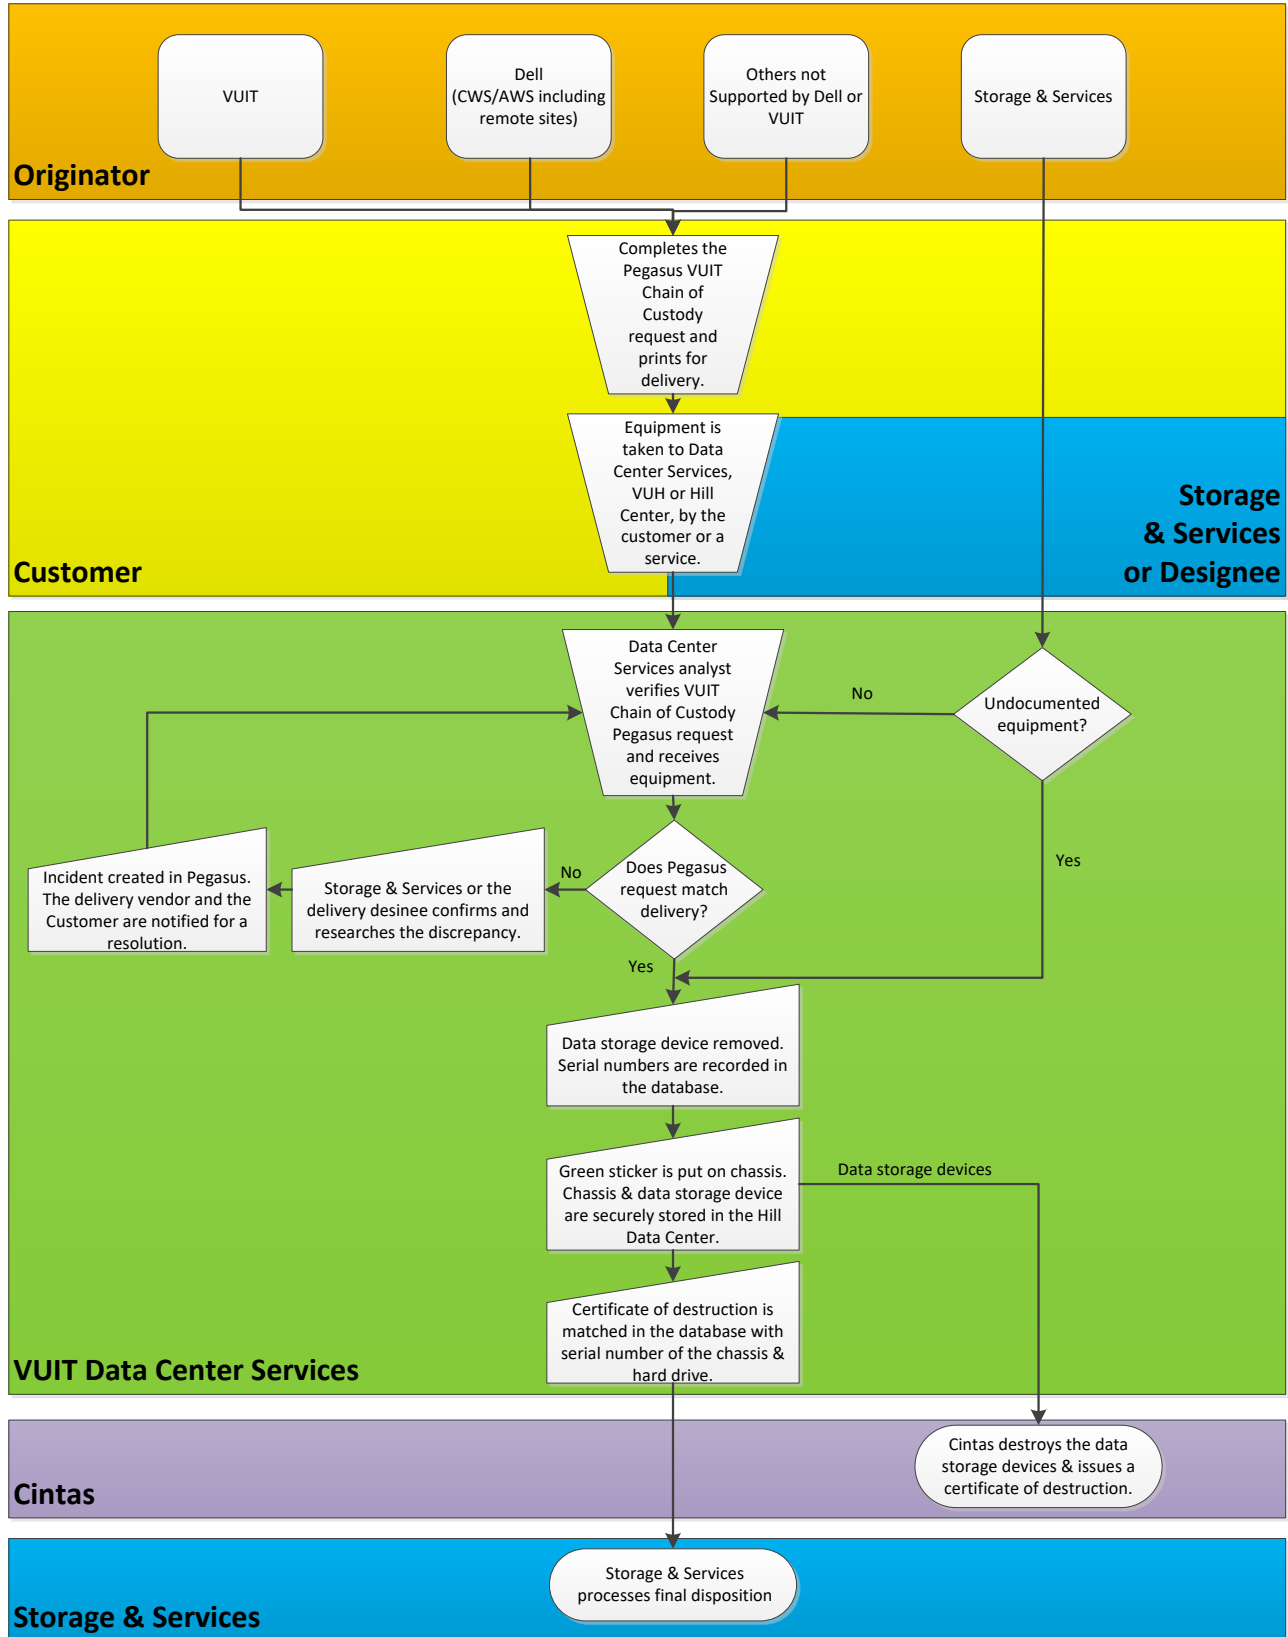 VUIT
Dell
(CWS/AWS including
remote sites)
Others not
Supported by Dell or
VUIT
Storage & Services
Originator
Completes the
Pegasus VUIT
Chain of
Custody
request and
prints for
delivery.
Equipment is
taken to Data
Center Services,
VUH or Hill
Center, by the
customer or a
service.
Customer
Storage
& Services
or Designee
Data Center
Services analyst
verifies VUIT
Chain of Custody
Pegasus request
and receives
equipment.
No
Undocumented
equipment?
Yes
Does Pegasus
request match
delivery?
No
Storage & Services or the
delivery desinee confirms and
researches the discrepancy.
Incident created in Pegasus.
The delivery vendor and the
Customer are notified for a
resolution.
Yes
Data storage device removed.
Serial numbers are recorded in
the database.
Green sticker is put on chassis.
Chassis & data storage device
are securely stored in the Hill
Data Center.
Data storage devices
Certificate of destruction is
matched in the database with
serial number of the chassis &
hard drive.
VUIT Data Center Services
Cintas destroys the data
storage devices & issues a
certificate of destruction.
Cintas
Storage & Services
processes final disposition
Storage & Services